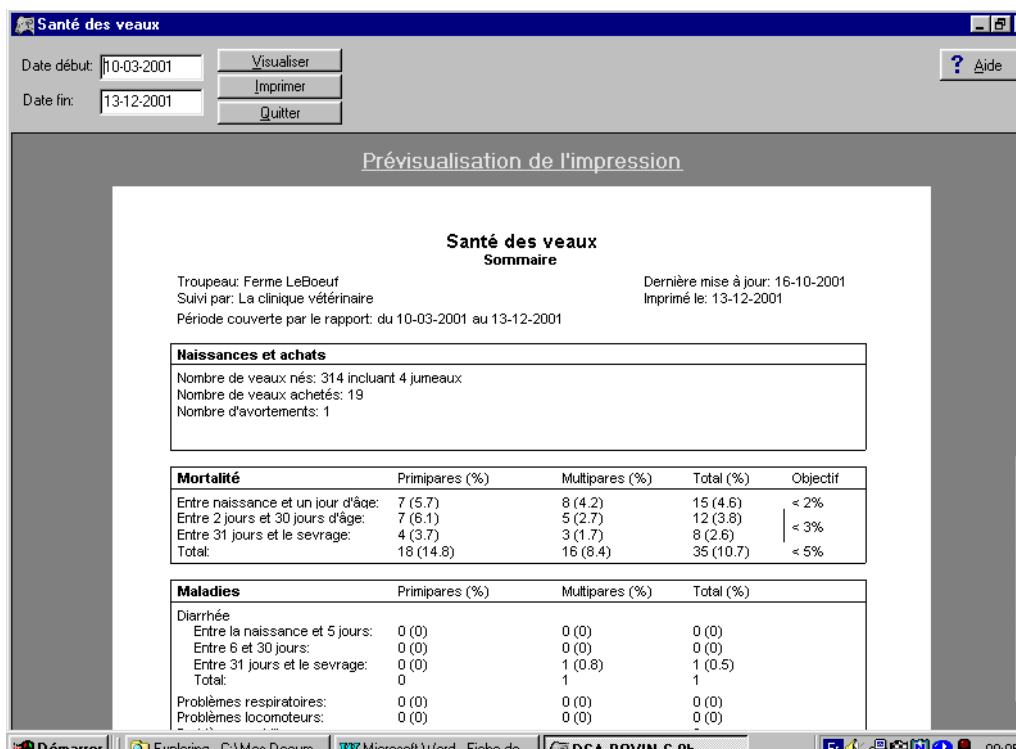 Santé des veaux
Date début: 10-03-2001
Visualiser
? Aide
Imprimer
Date fin: 13-12-2001
Quitter
Prévisualisation de l'impression
Santé des veaux
Sommaire
Troupeau: Ferme LeBoeuf Dernière mise à jour: 16-10-2001
Suivi par: La clinique vétérinaire Imprimé le: 13-12-2001
Période couverte par le rapport: du 10-03-2001 au 13-12-2001
Naissances et achats
Nombre de veaux nés: 314 incluant 4 jumeaux
Nombre de veaux achetés: 19
Nombre d'avortements: 1
Mortalité Primipares (%) Multipares (%) Total (%) Objectif
Entre naissance et un jour d'âge: 7 (5.7) 8 (4.2) 15 (4.6) < 2%
Entre 2 jours et 30 jours d'âge: 7 (6.1) 5 (2.7) 12 (3.8)
< 3%
Entre 31 jours et le sevrage: 4 (3.7) 3 (1.7) 8 (2.6)
Total: 18 (14.8) 16 (8.4) 35 (10.7) < 5%
Maladies Primipares (%) Multipares (%) Total (%)
Diarrhée
Entre la naissance et 5 jours: 0 (0) 0 (0) 0 (0)
Entre 6 et 30 jours: 0 (0) 0 (0) 0 (0)
Entre 31 jours et le sevrage: 0 (0) 1 (0.8) 1 (0.5)
Total: 0 1 1
Problèmes respiratoires: 0 (0) 0 (0) 0 (0)
Problèmes locomoteurs: 0 (0) 0 (0) 0 (0)
Démarrer Exploring - C:\Mes Docum... Microsoft Word - Fiche de...